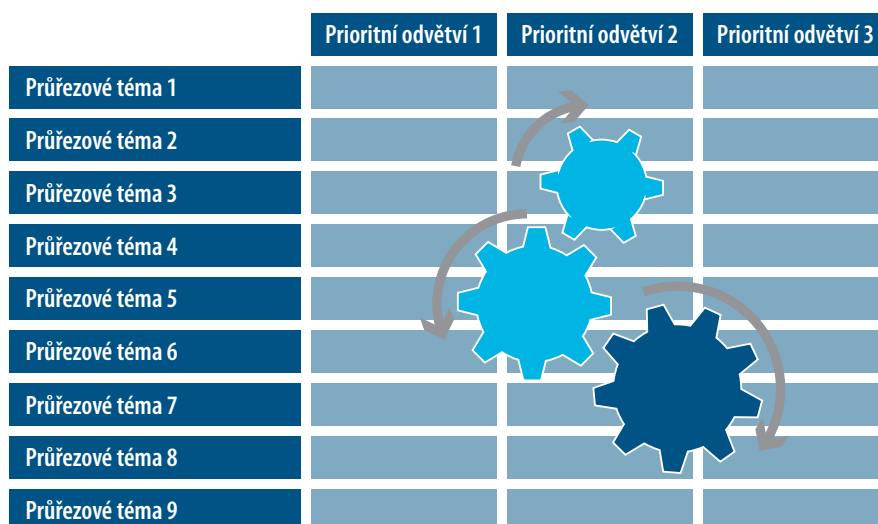 Prioritní odvětví 1 Prioritní odvětví 2 Prioritní odvětví 3
Průřezové téma 1
Průřezové téma 2
Průřezové téma 3
Průřezové téma 4
Průřezové téma 5
Průřezové téma 6
Průřezové téma 7
Průřezové téma 8
Průřezové téma 9